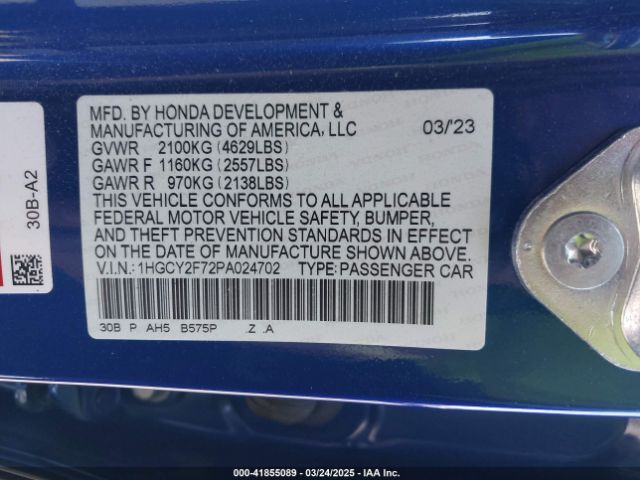 MFD. BY HONDA DEVELOPMENT &
MANUFACTURING OF AMERICA, LLC 03/'23
GVWR 2100KG (4629LBS)
GAWR F 1160KG (2557LBS)
GAWR R 970KG (2138LBS)
THIS VEHICLE CONFORMS TO ALL APPLICABLE
FEDERAL MOTOR VEHICLE SAFETY, BUMPER,
AND THEFT PREVENTION STANDARDS IN EFFECT
ON THE DATE OF MANUFACTURE SHOWN ABOVE.
V.I.N.: 1HGCY2F72PA024702 TYPE: PASSENGER CAR
30B P AH5 B575P .Z .A
30B-A2
000-41855089 - 03/24/2025 - IAA Inc.